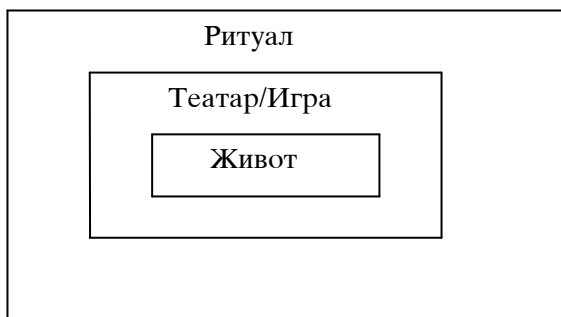 Ритуал
Театар/Игра
Живот